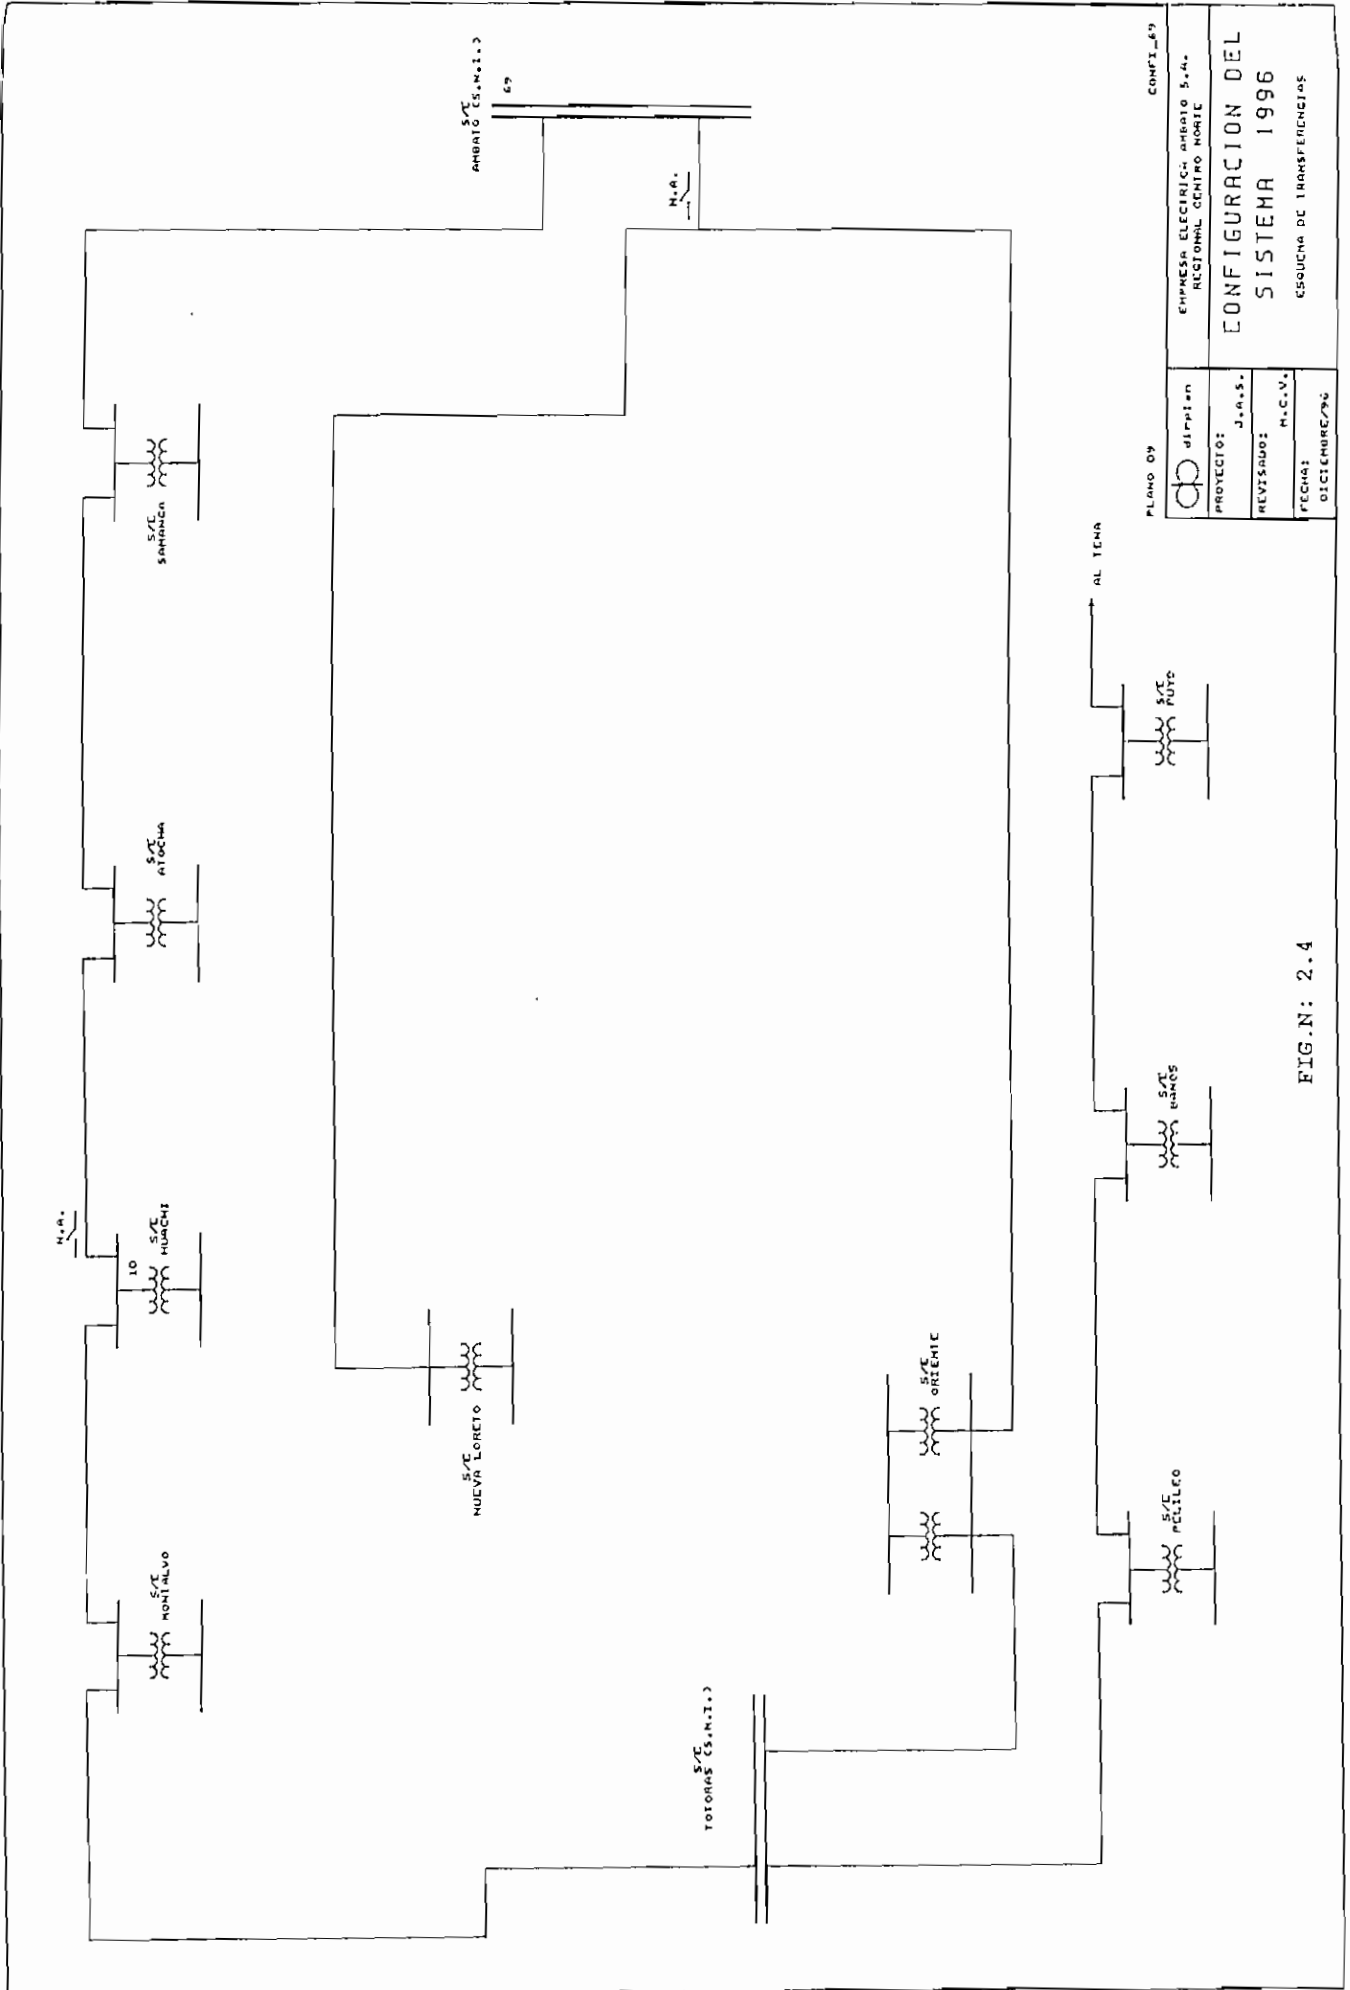 S/E
MONTALVO
N.A.
10
S/E
HUACHI
S/E
ATOCHA
S/E
SAMANGA
S/E
AMBATO (S.N.I.)
69
N.A.
S/E
NUEVA LORETO
S/E
TOTORAS (S.N.I.)
S/E
ORIENTE
S/E
PELILEO
S/E
BAÑOS
S/E
PUYO
AL TENA
PLANO 09
CONFI_69
dirplan
EMPRESA ELECTRICA AMBATO S.A.
REGIONAL CENTRO NORTE
PROYECTO:
J.A.S.
REVISADO:
M.C.V.
FECHA:
DICIEMBRE/96
CONFIGURACION DEL
SISTEMA 1996
ESQUEMA DE TRANSFERENCIAS
FIG.N: 2.4